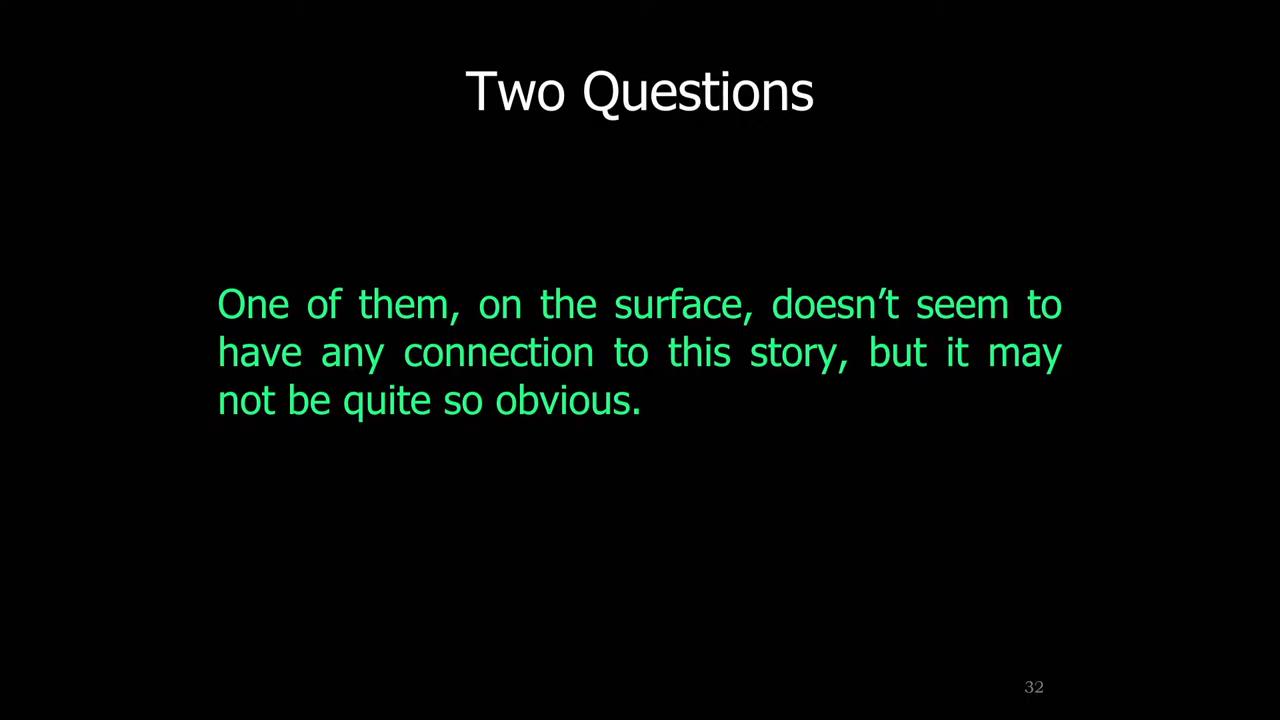 Two Questions
One of them, on the surface, doesn’t seem to
have any connection to this story, but it may
not be quite so obvious.
32